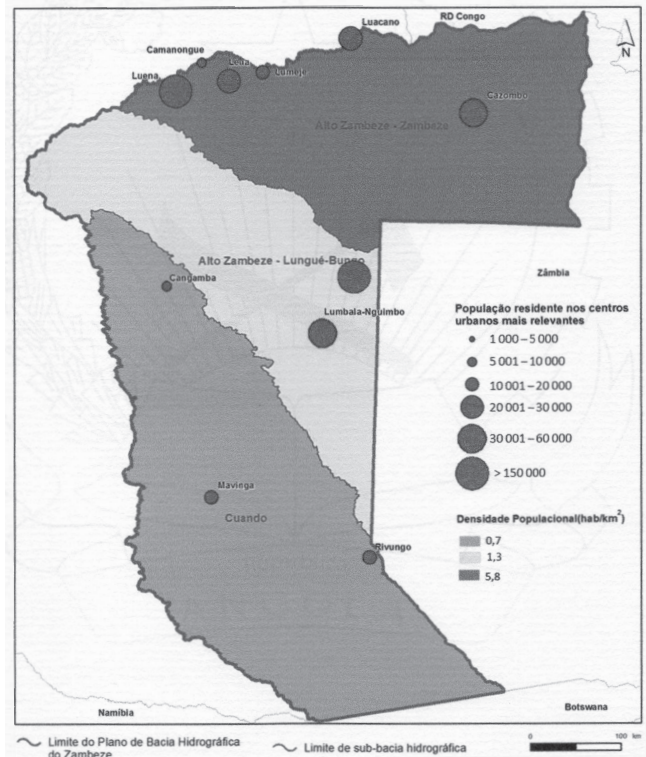 RD Congo
Luacano
N
Camanongue
Léua
Lumeje
Luena
Cazombo
Alto Zambeze - Zambeze
Alto Zambeze - Lungué-Bungo
Zâmbia
Cangamba
Lumbala-Nguimbo
População residente nos centros
urbanos mais relevantes
1 000 – 5 000
5 001 – 10 000
10 001 – 20 000
20 001 – 30 000
30 001 – 60 000
> 150 000
Mavinga
Cuando
Densidade Populacional(hab/km²)
0,7
1,3
5,8
Rivungo
Namíbia
Botswana
Limite do Plano de Bacia Hidrográfica
do Zambeze
Limite de sub-bacia hidrográfica
0 100 km